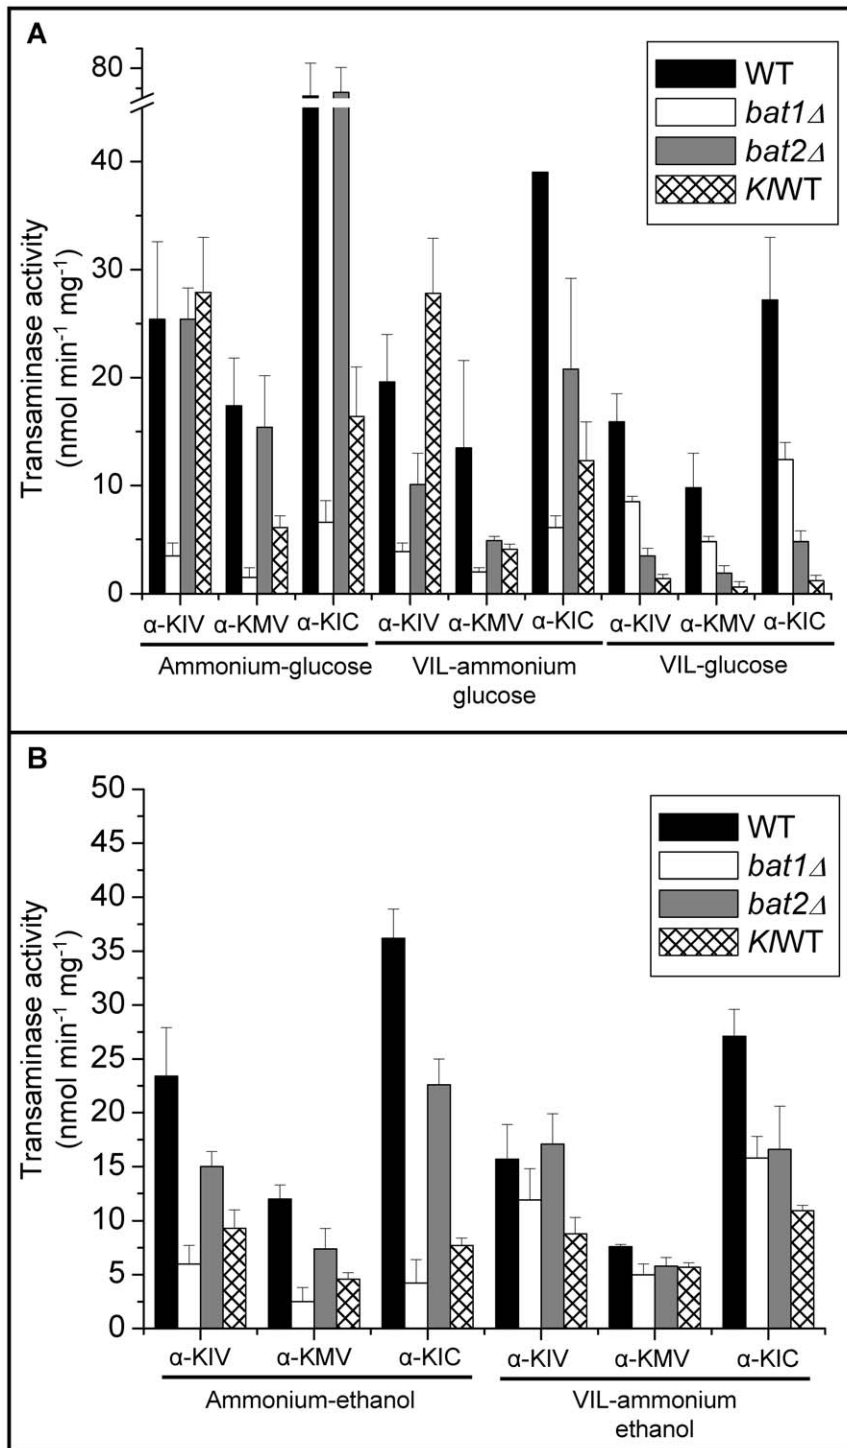 A
WT
bat1Δ
bat2Δ
KlWT
Transaminase activity
(nmol min⁻¹ mg⁻¹)
80
40
30
20
10
0
α-KIV α-KMV α-KIC α-KIV α-KMV α-KIC α-KIV α-KMV α-KIC
Ammonium-glucose VIL-ammonium VIL-glucose
glucose
B
WT
bat1Δ
bat2Δ
KlWT
Transaminase activity
(nmol min⁻¹ mg⁻¹)
50
45
40
35
30
25
20
15
10
5
0
α-KIV α-KMV α-KIC α-KIV α-KMV α-KIC
Ammonium-ethanol VIL-ammonium
ethanol